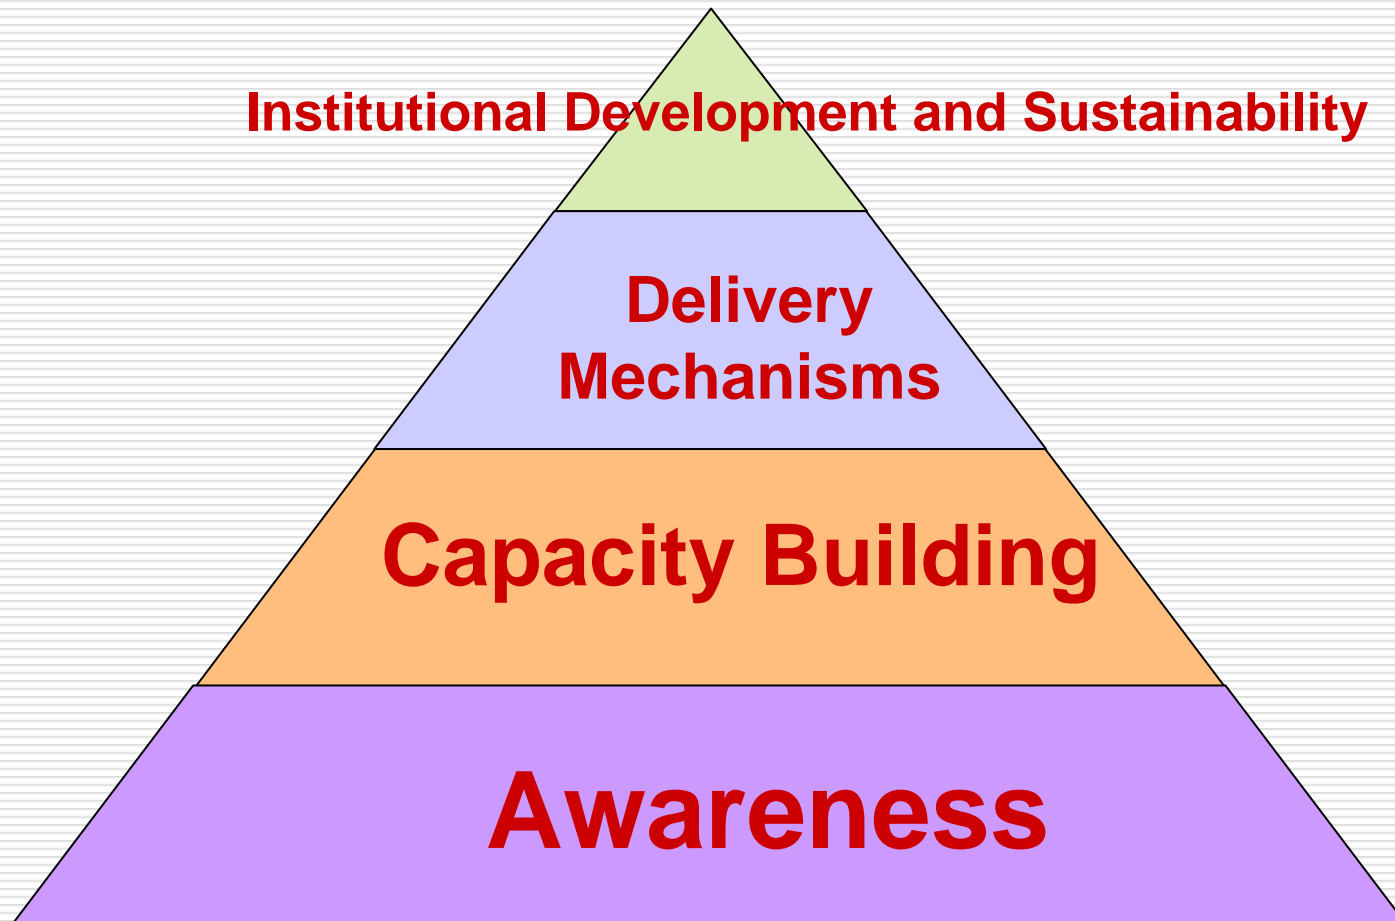 Institutional Development and Sustainability
Delivery
Mechanisms
Capacity Building
Awareness